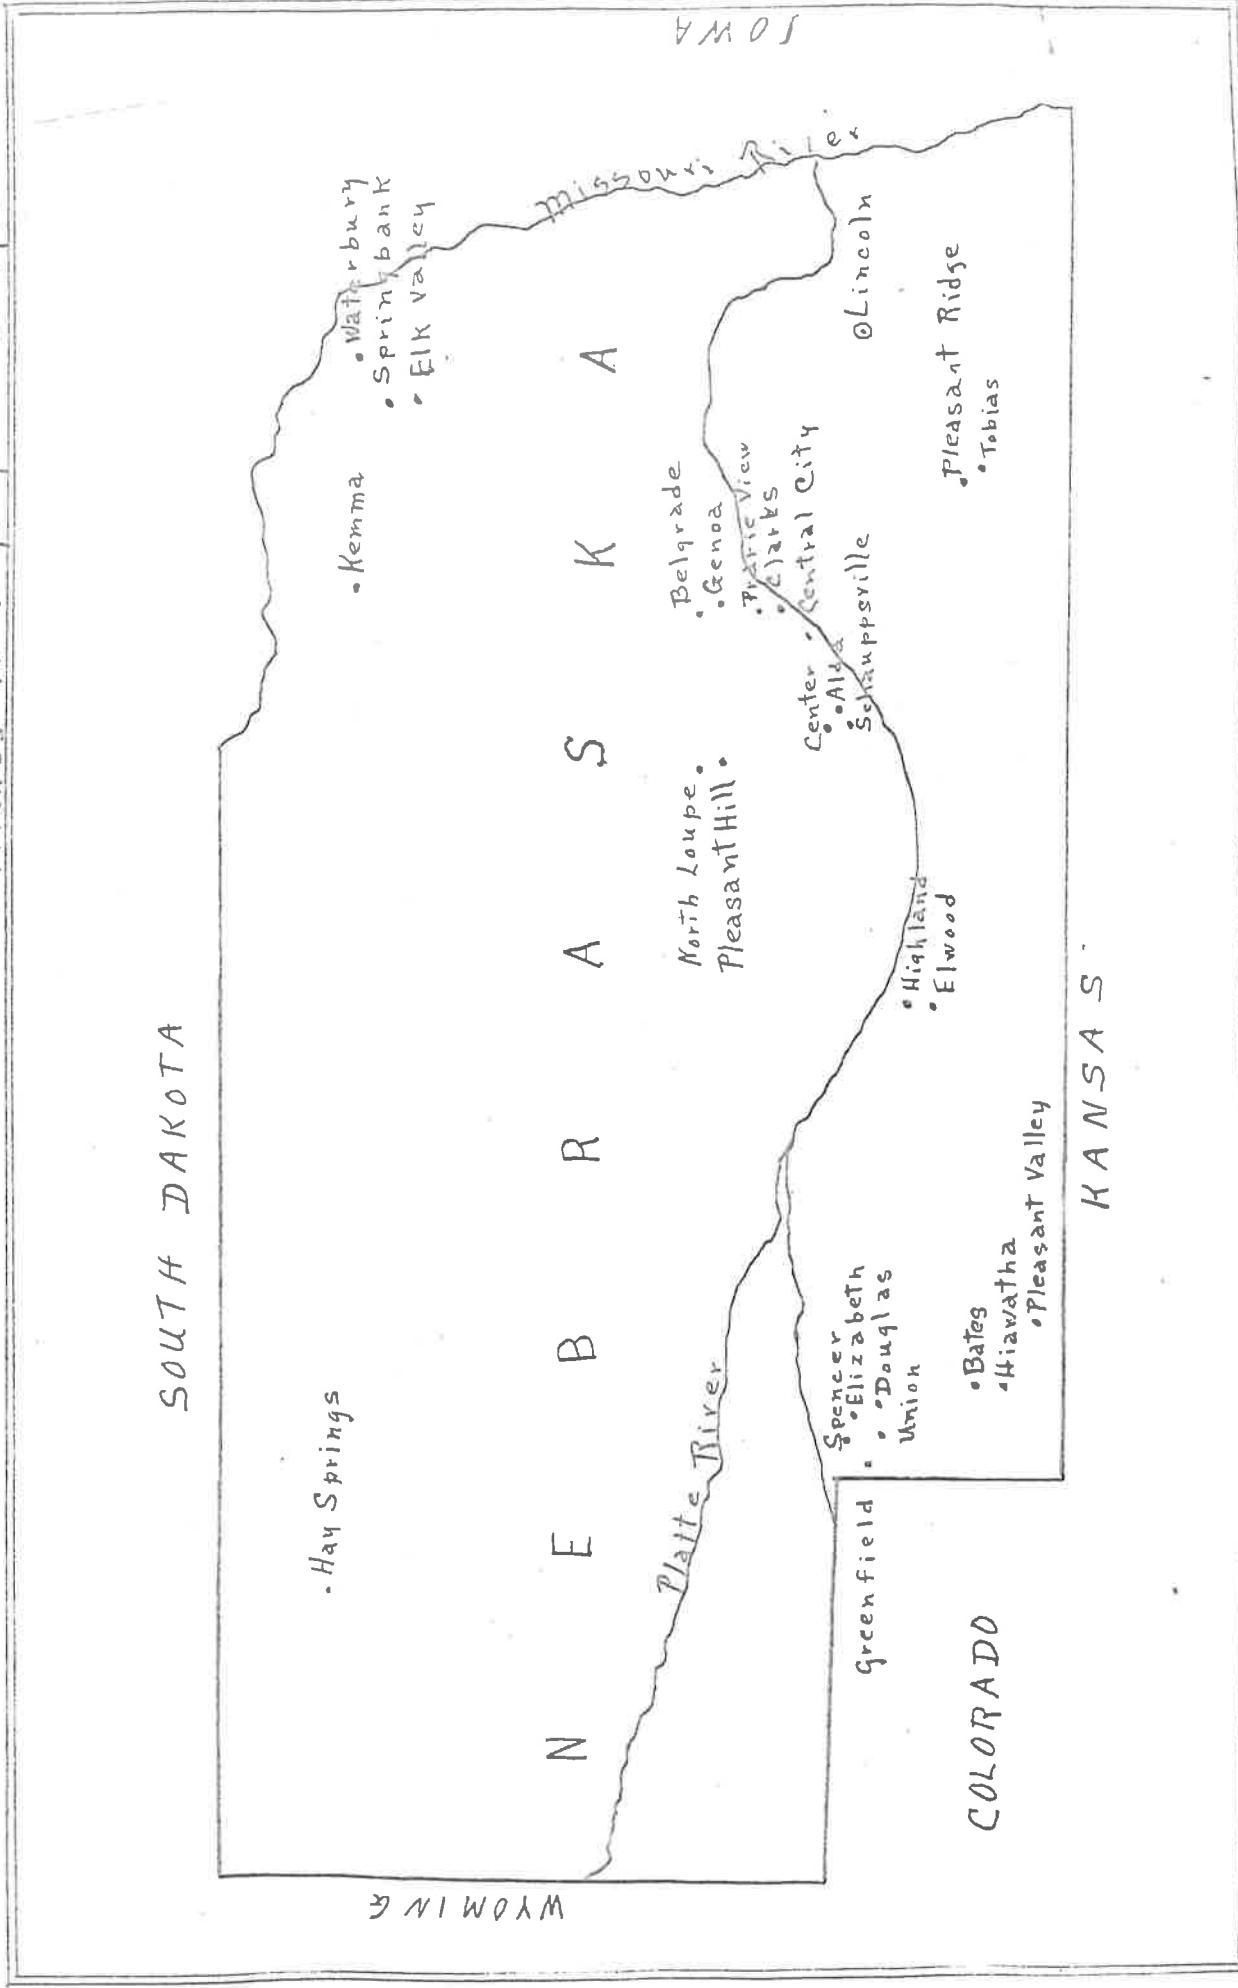 SOUTH DAKOTA
WYOMING
IOWA
• Hay Springs
• Kemma
• Waterbury
• Springbank
• Elk Valley
NEBRASKA
Missouri River
Platte River
North Loupe •
Pleasant Hill •
• Belgrade
• Genoa
• Prarie View
• Clarks
• Central City
Center •
• Alda
• Schauppsville
Lincoln
• Pleasant Ridge
• Tobias
• Highland
• Elwood
Spencer
• Elizabeth
• Douglas
Union
Greenfield •
• Bates
• Hiawatha
• Pleasant Valley
COLORADO
KANSAS